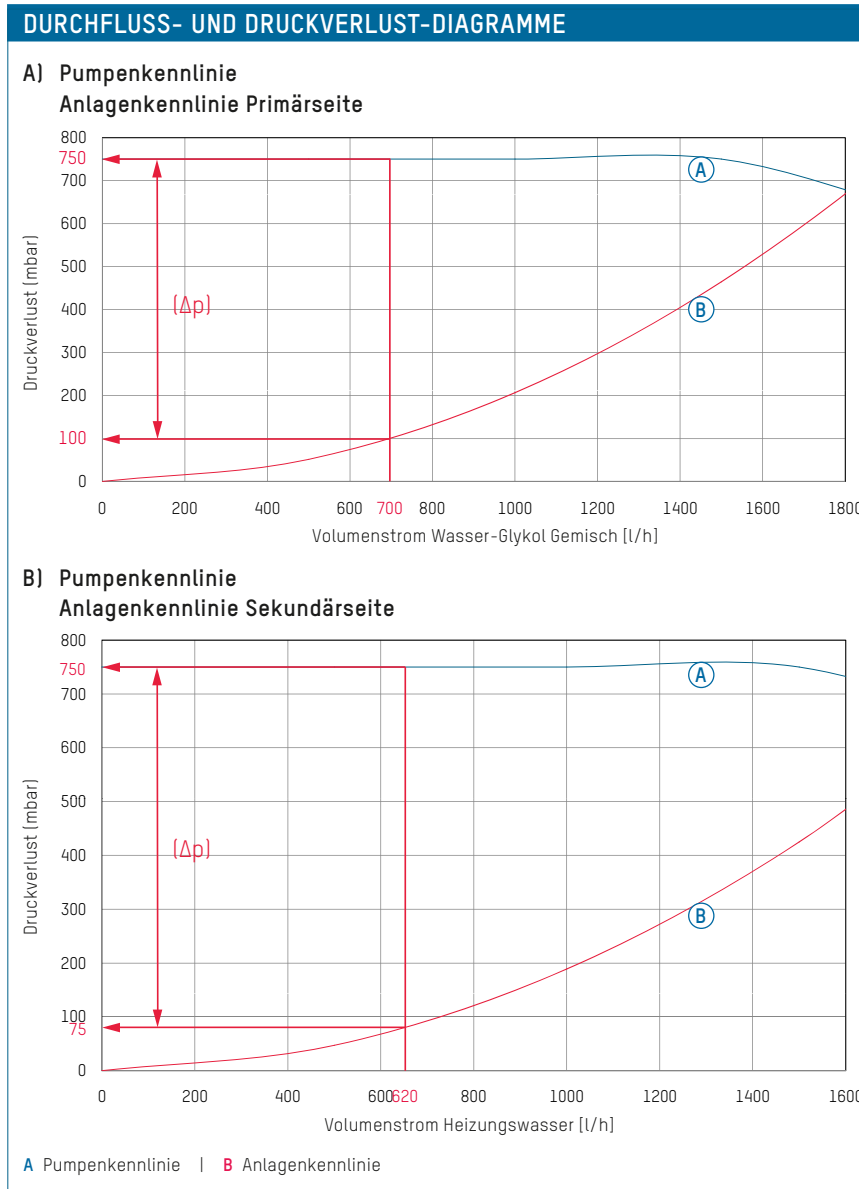 DURCHFLUSS- UND DRUCKVERLUST-DIAGRAMME
A) Pumpenkennlinie
Anlagenkennlinie Primärseite
Druckverlust (mbar)
800
750
700
600
500
400
300
200
100
0
(Δp)
A
B
0 200 400 600 700 800 1000 1200 1400 1600 1800
Volumenstrom Wasser-Glykol Gemisch [l/h]
B) Pumpenkennlinie
Anlagenkennlinie Sekundärseite
Druckverlust (mbar)
800
750
700
600
500
400
300
200
100
75
0
(Δp)
A
B
0 200 400 600 620 800 1000 1200 1400 1600
Volumenstrom Heizungswasser [l/h]
A Pumpenkennlinie | B Anlagenkennlinie